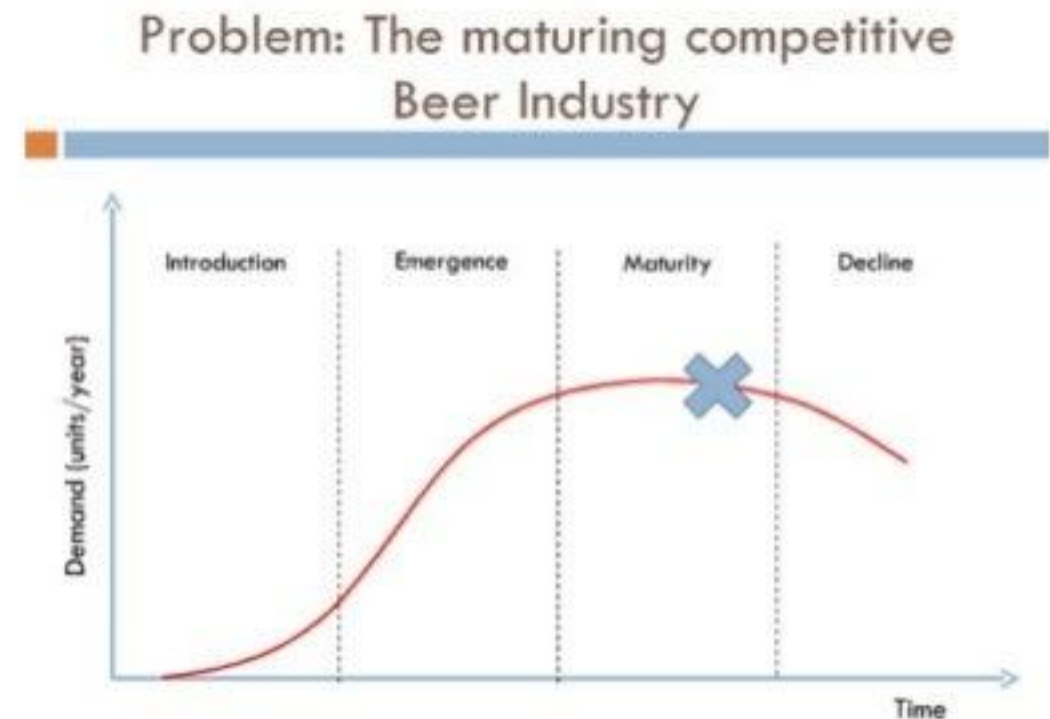 Problem: The maturing competitive
Beer Industry
Introduction
Emergence
Maturity
Decline
Demand (units/year)
Time